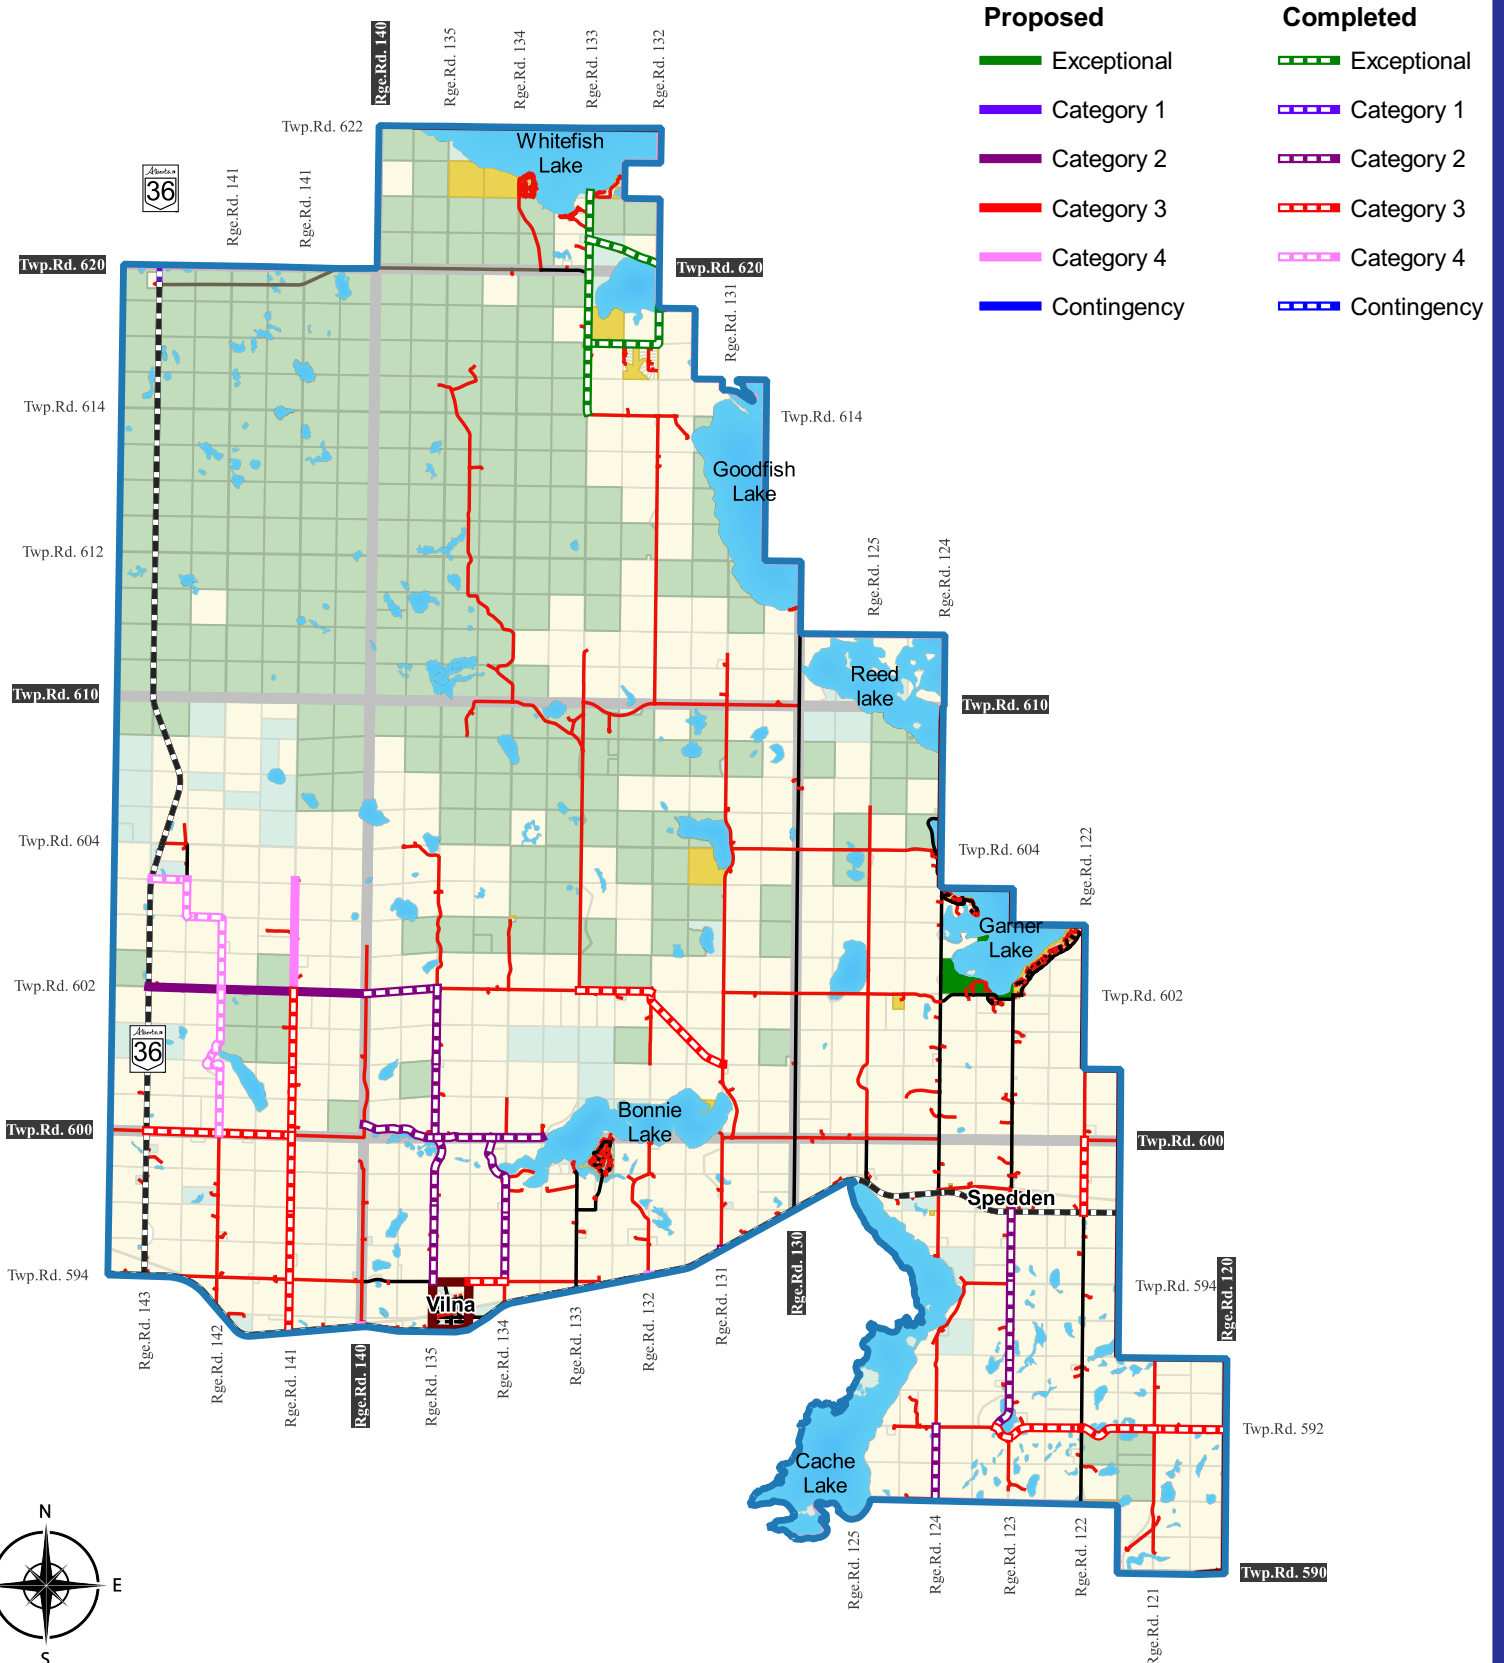 Proposed
Completed
Exceptional
Exceptional
Category 1
Category 1
Category 2
Category 2
Category 3
Category 3
Category 4
Category 4
Contingency
Contingency
Rge.Rd. 140
Rge.Rd. 135
Rge.Rd. 134
Rge.Rd. 133
Rge.Rd. 132
Twp.Rd. 622
Whitefish
Lake
Alberta
36
Rge.Rd. 141
Rge.Rd. 141
Twp.Rd. 620
Twp.Rd. 620
Rge.Rd. 131
Twp.Rd. 614
Twp.Rd. 614
Goodfish
Lake
Twp.Rd. 612
Rge.Rd. 125
Rge.Rd. 124
Reed
lake
Twp.Rd. 610
Twp.Rd. 610
Twp.Rd. 604
Twp.Rd. 604
Rge.Rd. 122
Garner
Lake
Twp.Rd. 602
Twp.Rd. 602
Alberta
36
Bonnie
Lake
Twp.Rd. 600
Twp.Rd. 600
Spedden
Twp.Rd. 594
Twp.Rd. 594
Rge.Rd. 120
Vilna
Rge.Rd. 143
Rge.Rd. 142
Rge.Rd. 141
Rge.Rd. 140
Rge.Rd. 135
Rge.Rd. 134
Rge.Rd. 133
Rge.Rd. 132
Rge.Rd. 131
Rge.Rd. 130
Twp.Rd. 592
Cache
Lake
Rge.Rd. 125
Rge.Rd. 124
Rge.Rd. 123
Rge.Rd. 122
Twp.Rd. 590
Rge.Rd. 121
N
E
S